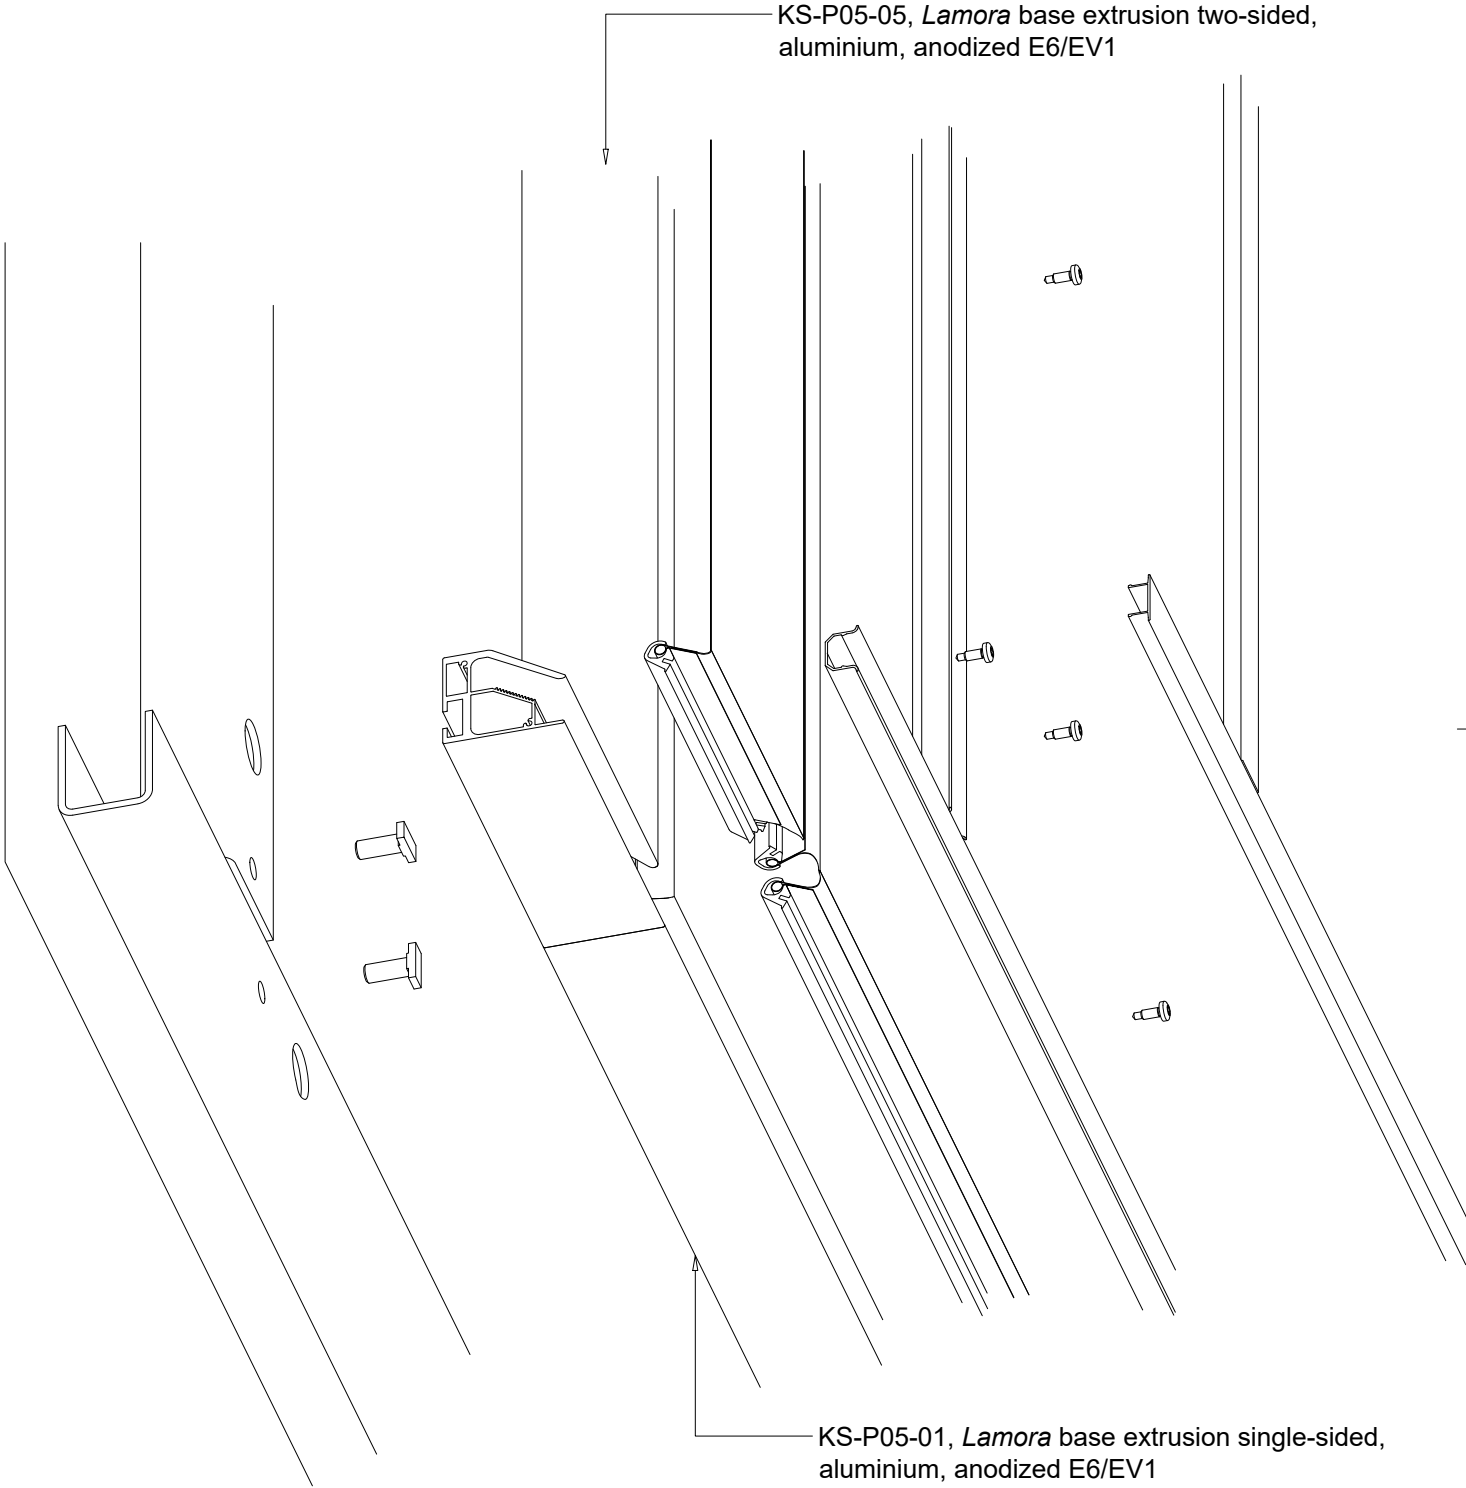 KS-P05-05, Lamora base extrusion two-sided,
aluminium, anodized E6/EV1
KS-P05-01, Lamora base extrusion single-sided,
aluminium, anodized E6/EV1